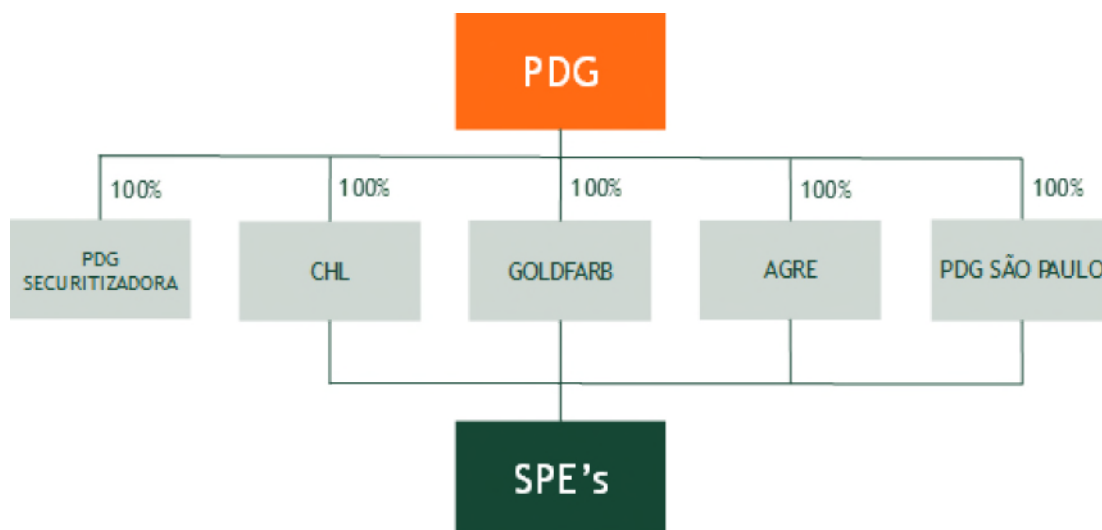 PDG
100% 100% 100% 100% 100%
PDG
SECURITIZADORA
CHL
GOLDFARB
AGRE
PDG SÃO PAULO
SPE's